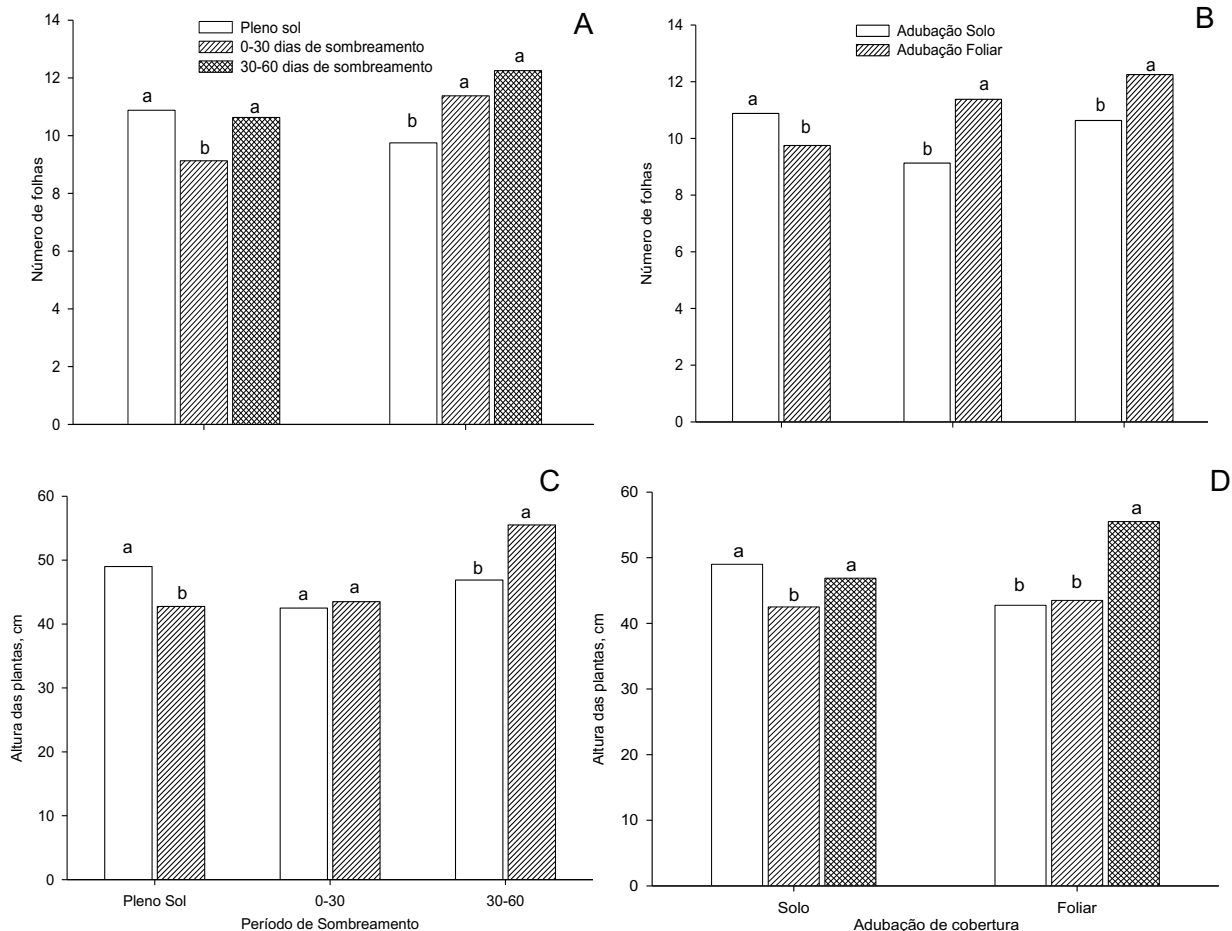 A
Pleno sol
0-30 dias de sombreamento
30-60 dias de sombreamento
Número de folhas
14
12
10
8
6
4
2
0
a
b
a
b
a
a
B
Adubação Solo
Adubação Foliar
Número de folhas
14
12
10
8
6
4
2
0
a
b
b
a
b
a
C
Altura das plantas, cm
60
50
40
30
20
10
0
a
b
a
a
b
a
Pleno Sol
0-30
30-60
Período de Sombreamento
D
Altura das plantas, cm
60
50
40
30
20
10
0
a
b
a
b
b
a
Solo
Foliar
Adubação de cobertura